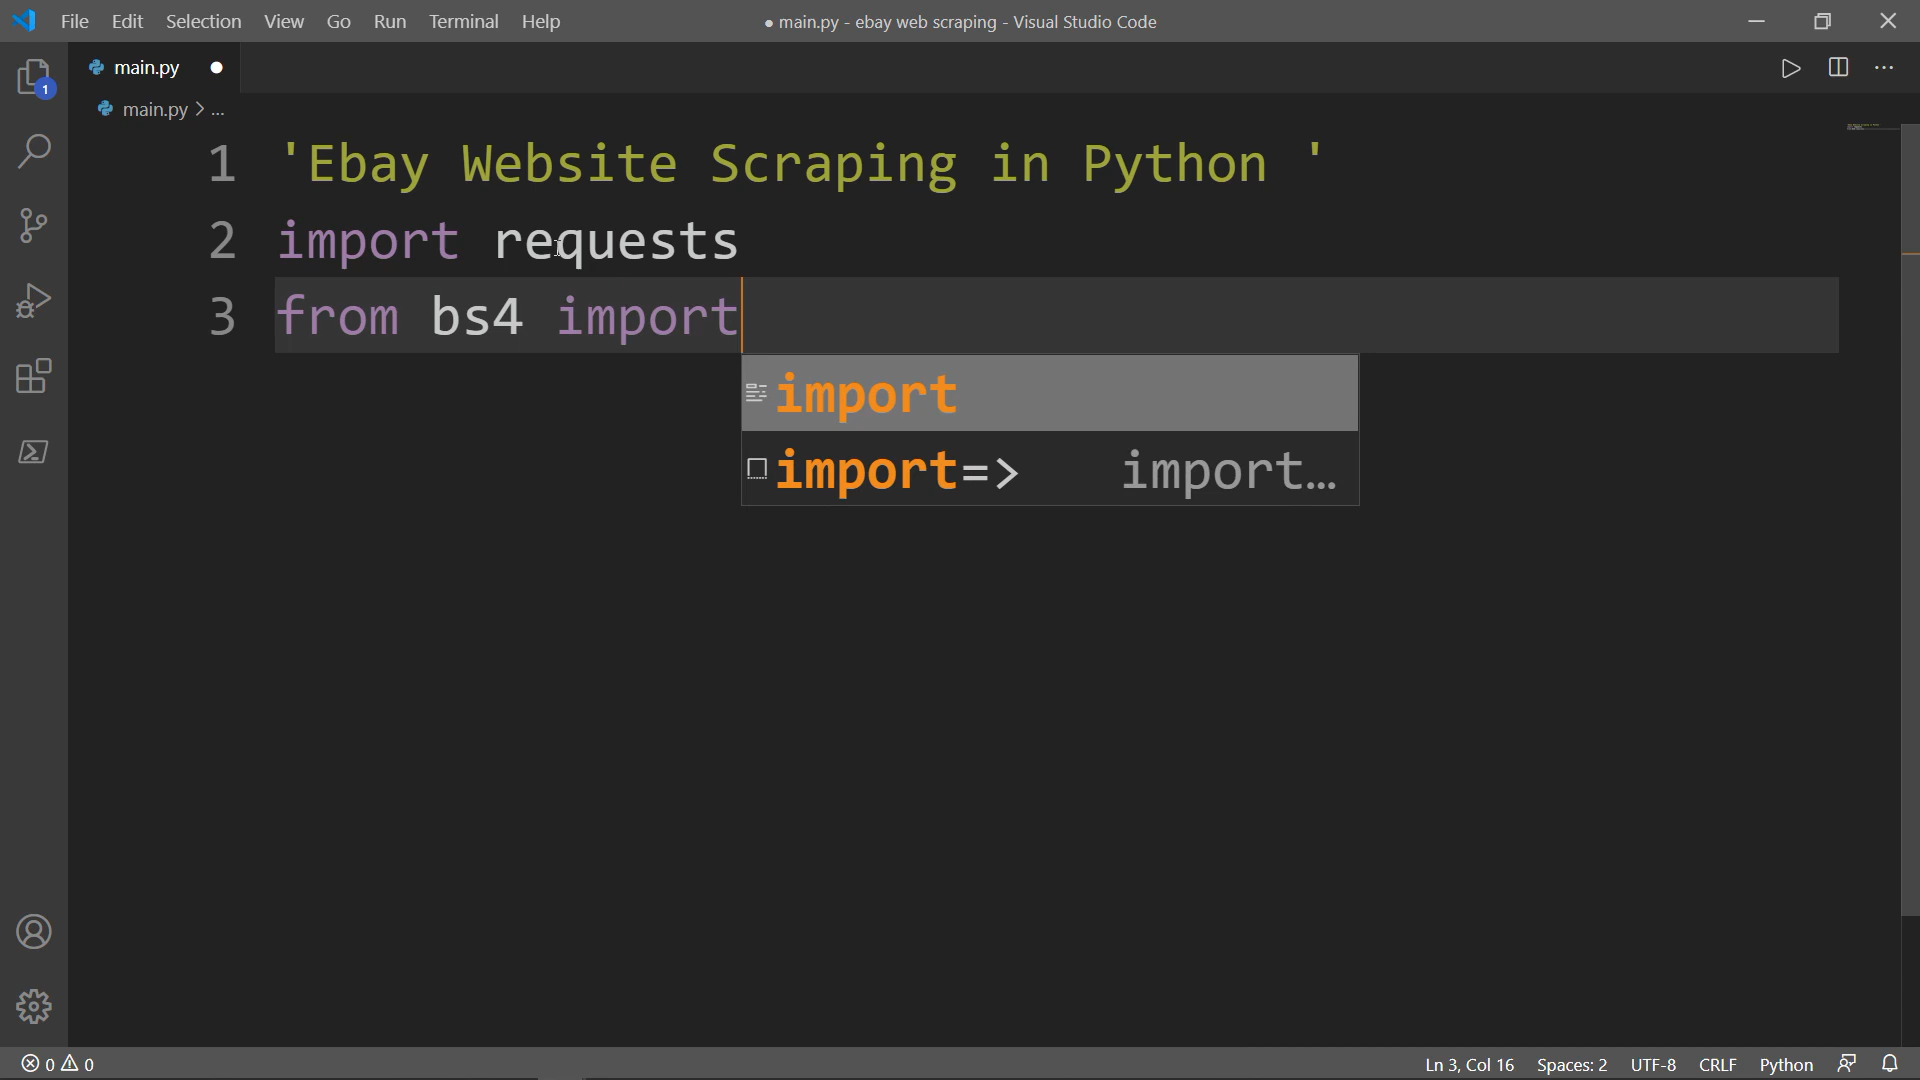 File Edit Selection View Go Run Terminal Help ● main.py - ebay web scraping - Visual Studio Code
main.py ●
1
main.py > ...
1 'Ebay Website Scraping in Python '
2 import requests
3 from bs4 import
import
import=> import…
0 0 Ln 3, Col 16 Spaces: 2 UTF-8 CRLF Python